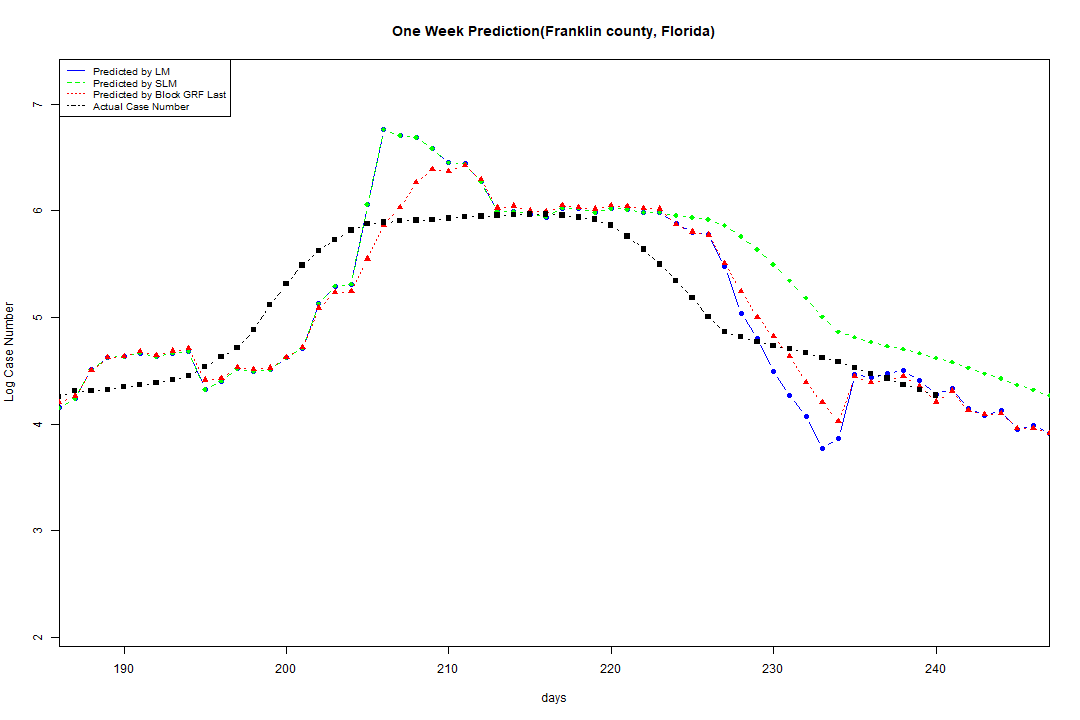 One Week Prediction(Franklin county, Florida)
Predicted by LM
Predicted by SLM
Predicted by Block GRF Last
Actual Case Number
7
6
5
4
3
2
Log Case Number
190 200 210 220 230 240
days